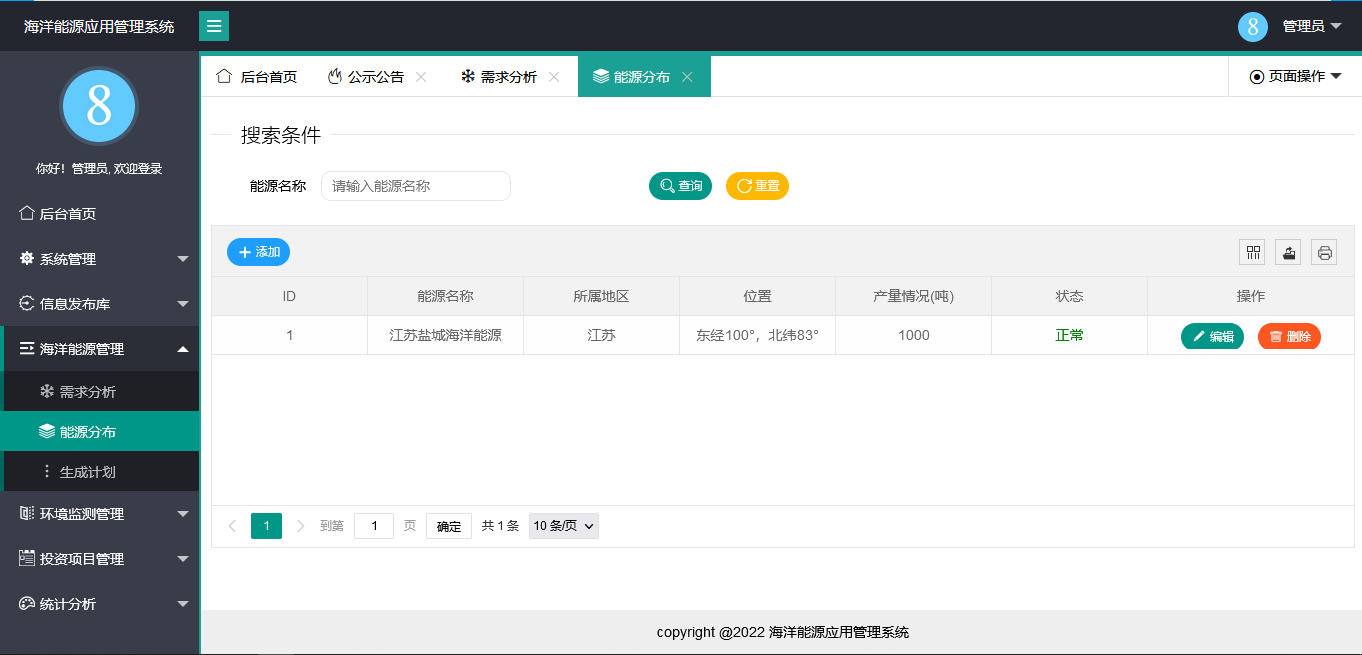 海洋能源应用管理系统
8 管理员
8
你好！管理员, 欢迎登录
后台首页
系统管理
信息发布库
海洋能源管理
需求分析
能源分布
生成计划
环境监测管理
投资项目管理
统计分析
后台首页 公示公告 需求分析 能源分布 页面操作
搜索条件
能源名称 请输入能源名称 查询 重置
添加
ID 能源名称 所属地区 位置 产量情况(吨) 状态 操作
1 江苏盐城海洋能源 江苏 东经100°，北纬83° 1000 正常 编辑 删除
1 到第 1 页 确定 共 1 条 10 条/页
copyright @2022 海洋能源应用管理系统